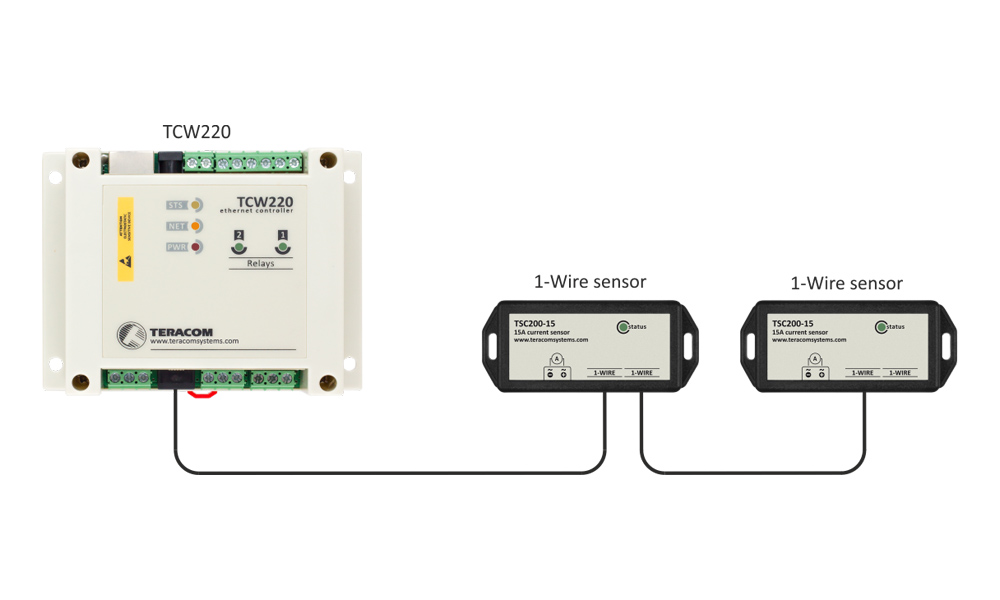 TCW220
STS
NET
PWR
TCW220
ethernet controller
2
1
Relays
ATTENTION
TERACOM
www.teracomsystems.com
1-Wire sensor
TSC200-15
15A current sensor
www.teracomsystems.com
status
A
1-WIRE
1-WIRE
1-Wire sensor
TSC200-15
15A current sensor
www.teracomsystems.com
status
A
1-WIRE
1-WIRE